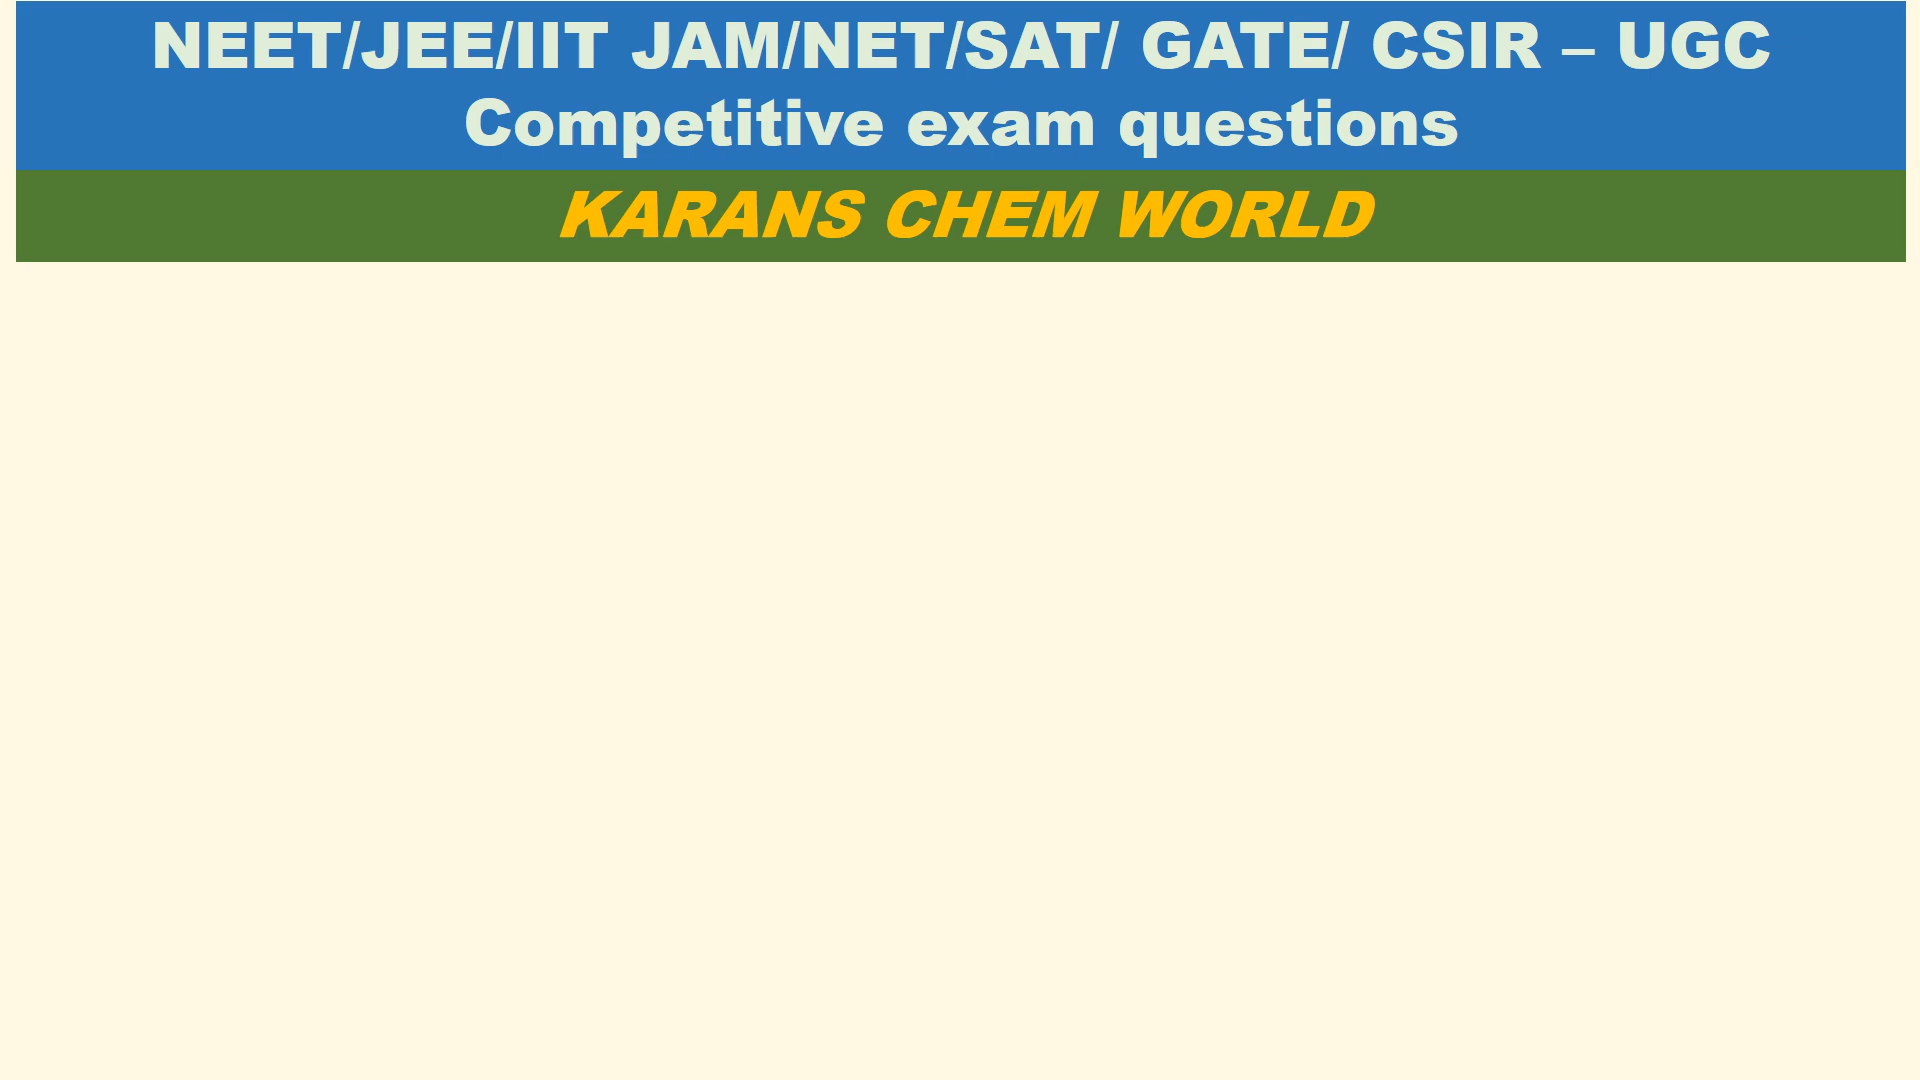 NEET/JEE/IIT JAM/NET/SAT/ GATE/ CSIR – UGC
Competitive exam questions
KARANS CHEM WORLD